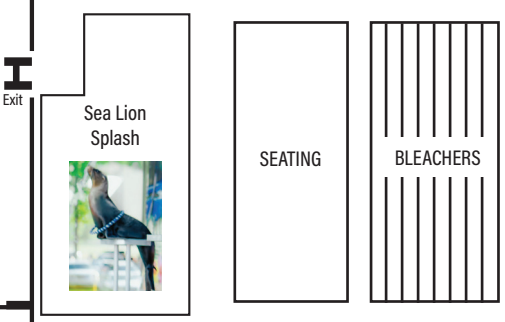 Exit
Sea Lion
Splash
SEATING
BLEACHERS